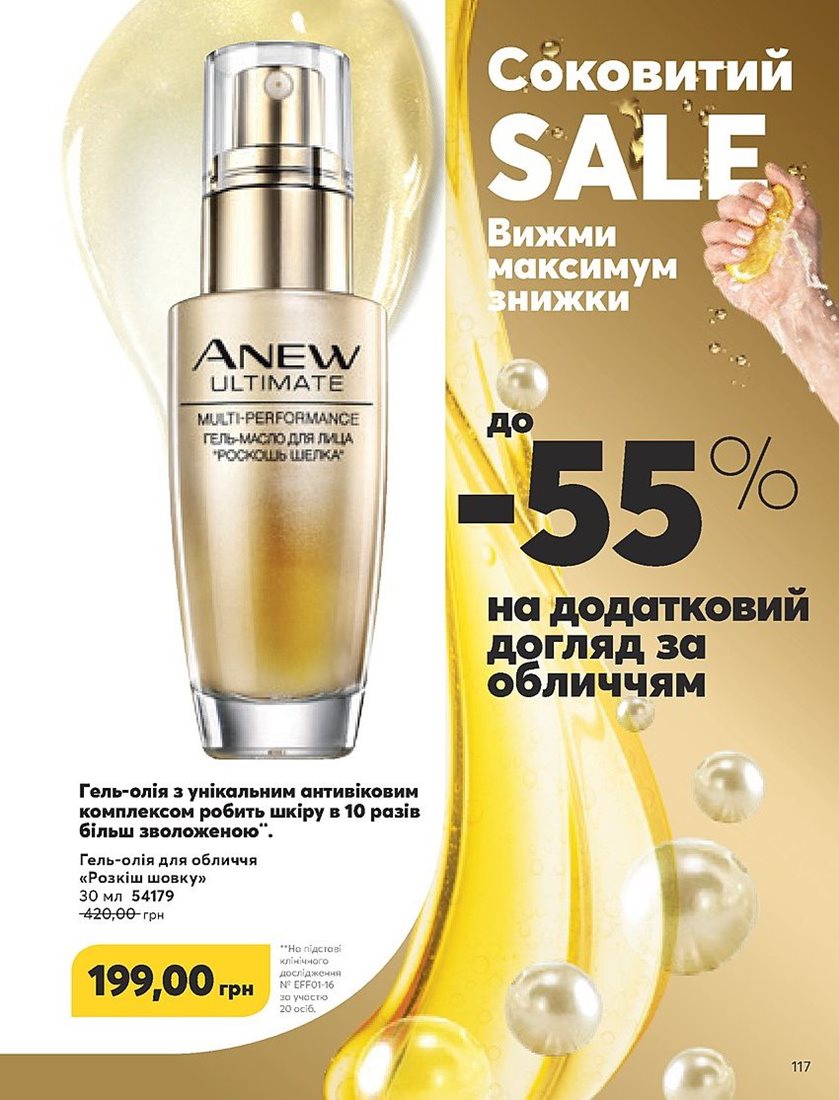 ANEW
ULTIMATE
MULTI-PERFORMANCE
ГЕЛЬ-МАСЛО ДЛЯ ЛИЦА
"РОСКОШЬ ШЕЛКА"
Соковитий
SALE
Вижми
максимум
знижки
до
-55%
на додатковий
догляд за
обличчям
Гель-олія з унікальним антивіковим
комплексом робить шкіру в 10 разів
більш зволоженою**.
Гель-олія для обличчя
«Розкіш шовку»
30 мл 54179
420,00 грн
199,00 грн
**На підставі
клінічного
дослідження
№ EFF01-16
за участю
20 осіб.
117